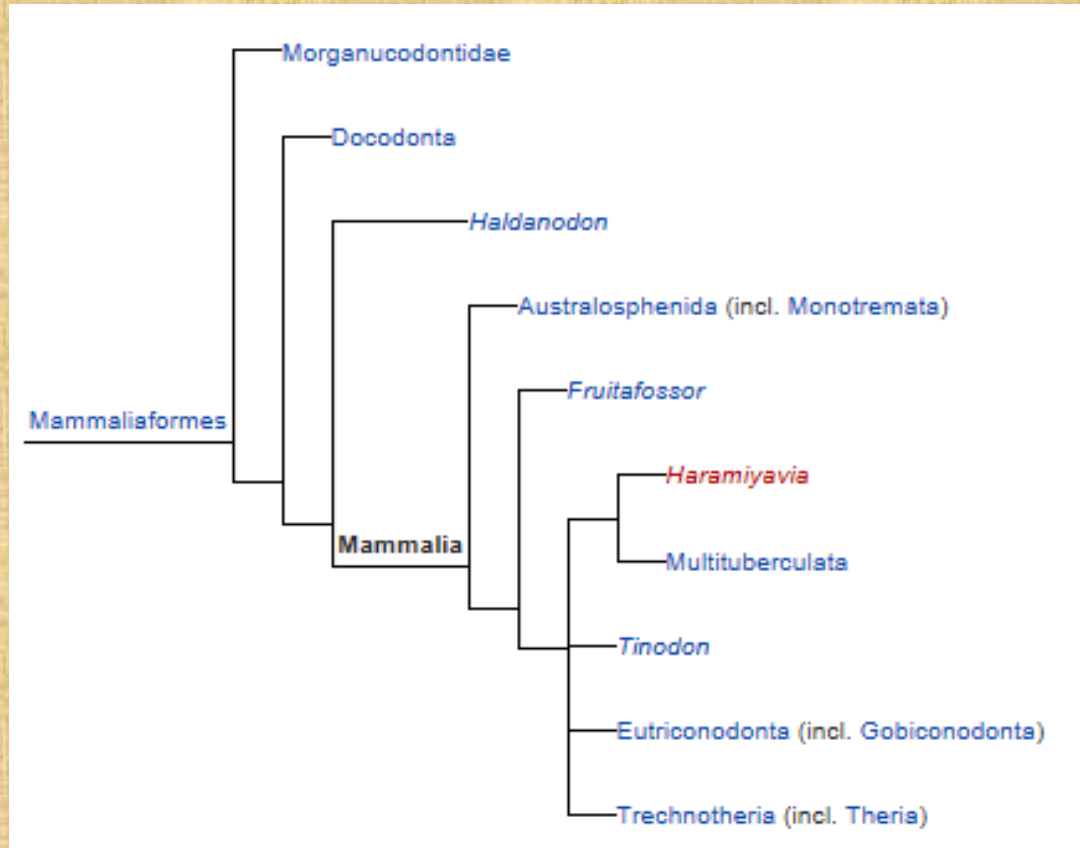 Morganucodontidae
Docodonta
Haldanodon
Australosphenida (incl. Monotremata)
Fruitafossor
Mammaliaformes
Haramiyavia
Mammalia
Multituberculata
Tinodon
Eutriconodonta (incl. Gobiconodonta)
Trechnotheria (incl. Theria)